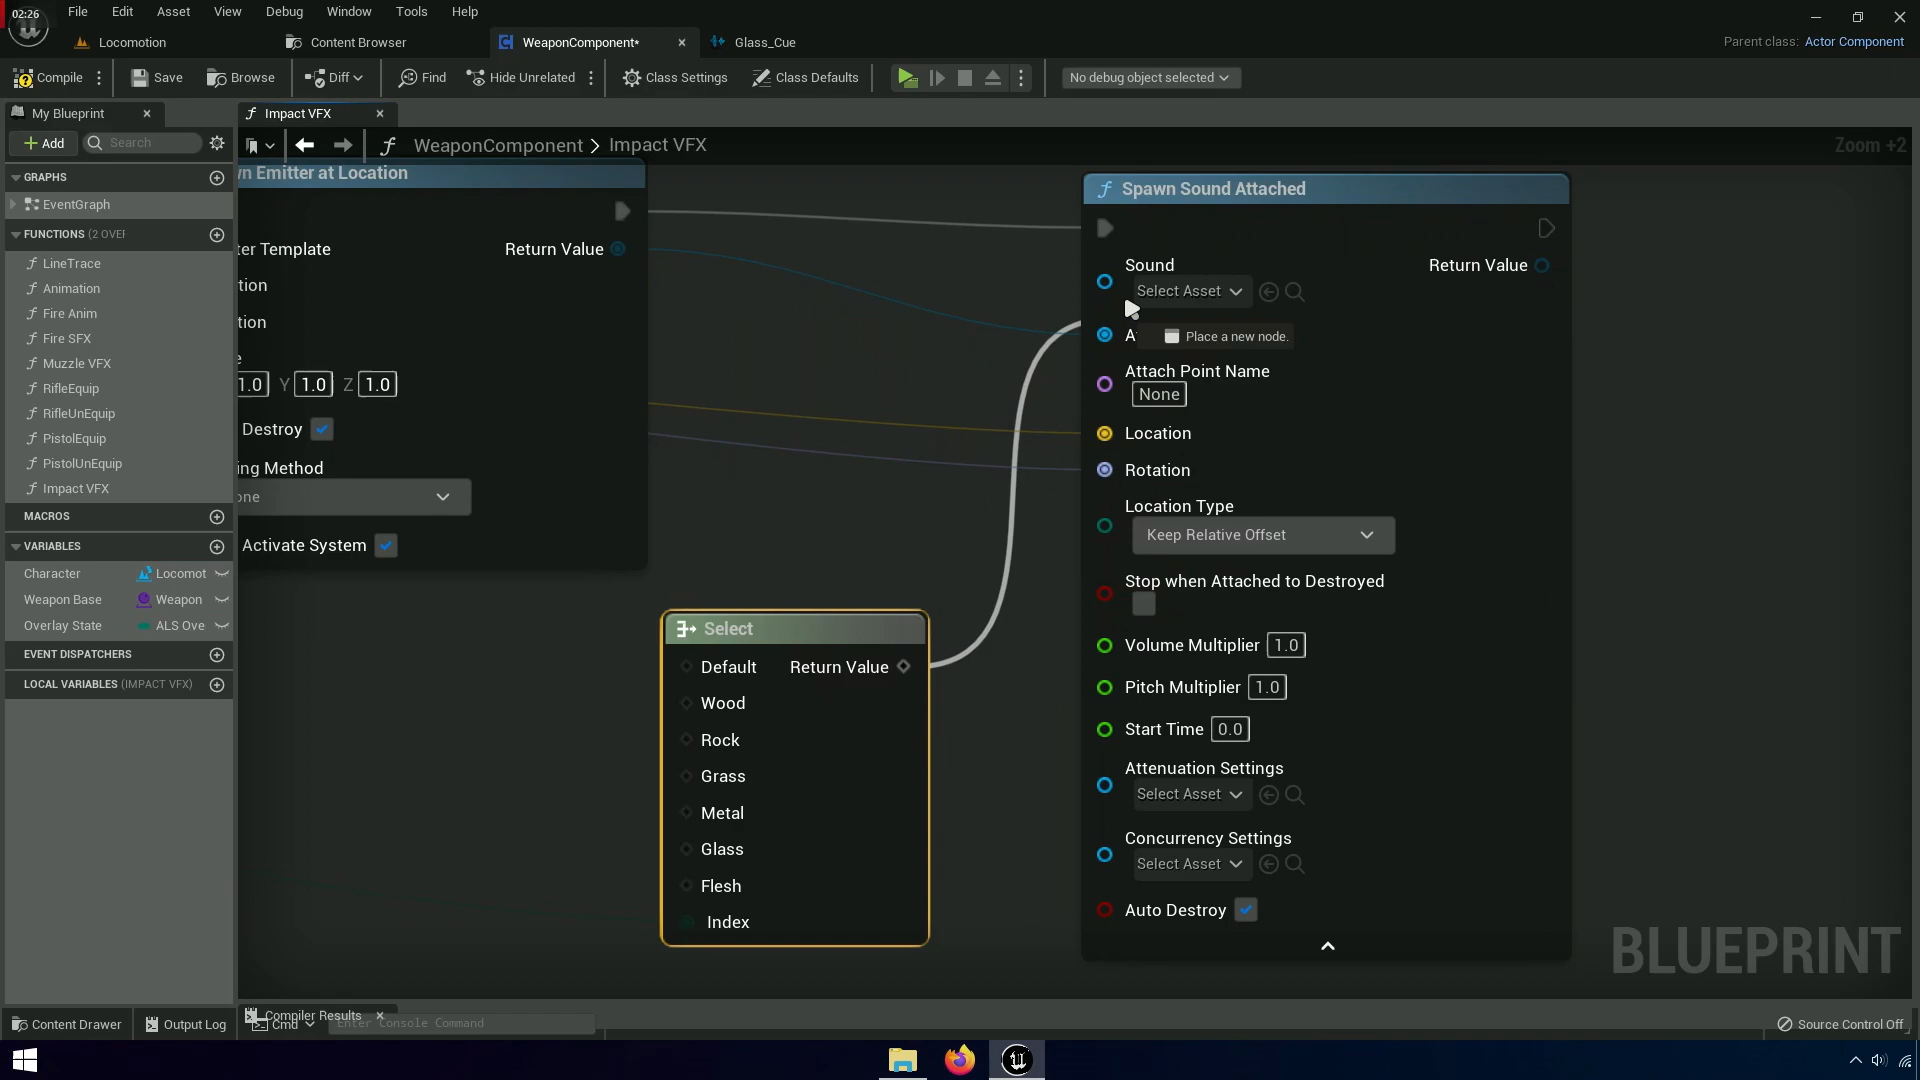 02:26
File Edit Asset View Debug Window Tools Help
Locomotion
Content Browser
WeaponComponent*
Glass_Cue
Parent class: Actor Component
Compile
Save
Browse
Diff
Find
Hide Unrelated
Class Settings
Class Defaults
No debug object selected
My Blueprint
Impact VFX
Add
Search
WeaponComponent > Impact VFX
Zoom +2
GRAPHS
EventGraph
FUNCTIONS (2 OVER
LineTrace
Animation
Fire Anim
Fire SFX
Muzzle VFX
RifleEquip
RifleUnEquip
PistolEquip
PistolUnEquip
Impact VFX
MACROS
VARIABLES
Character Locomot
Weapon Base Weapon
Overlay State ALS Ove
EVENT DISPATCHERS
LOCAL VARIABLES (IMPACT VFX)
wn Emitter at Location
ter Template
Return Value
tion
tion
e
1.0 Y 1.0 Z 1.0
Destroy
ing Method
one
Activate System
Select
Default
Return Value
Wood
Rock
Grass
Metal
Glass
Flesh
Index
Spawn Sound Attached
Sound
Return Value
Select Asset
Place a new node.
Attach Point Name
None
Location
Rotation
Location Type
Keep Relative Offset
Stop when Attached to Destroyed
Volume Multiplier 1.0
Pitch Multiplier 1.0
Start Time 0.0
Attenuation Settings
Select Asset
Concurrency Settings
Select Asset
Auto Destroy
BLUEPRINT
Compiler Results
Content Drawer
Output Log
Cmd
Enter Console Command
Source Control Off